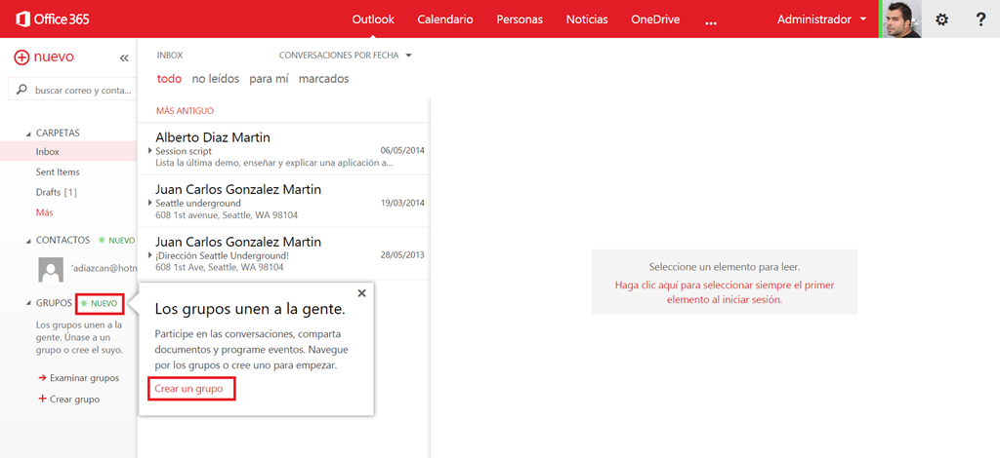 Office 365
Outlook
Calendario
Personas
Noticias
OneDrive
...
Administrador
?
nuevo
«
buscar correo y conta...
CARPETAS
Inbox
Sent Items
Drafts [1]
Más
CONTACTOS
NUEVO
'adiazcan@hotn
GRUPOS
NUEVO
Los grupos unen a la
gente. Únase a un
grupo o cree el suyo.
Examinar grupos
Crear grupo
INBOX
CONVERSACIONES POR FECHA
todo no leídos para mí marcados
MÁS ANTIGUO
Alberto Diaz Martin
Session script 06/05/2014
Lista la última demo, enseñar y explicar una aplicación a...
Juan Carlos Gonzalez Martin
Seattle underground 19/03/2014
608 1st avenue, Seattle, WA 98104
Juan Carlos Gonzalez Martin
¡Dirección Seattle Underground! 28/05/2013
608 1st Ave, Seattle, WA 98104
Los grupos unen a la gente.
Participe en las conversaciones, comparta
documentos y programe eventos. Navegue
por los grupos o cree uno para empezar.
Crear un grupo
Seleccione un elemento para leer.
Haga clic aquí para seleccionar siempre el primer
elemento al iniciar sesión.